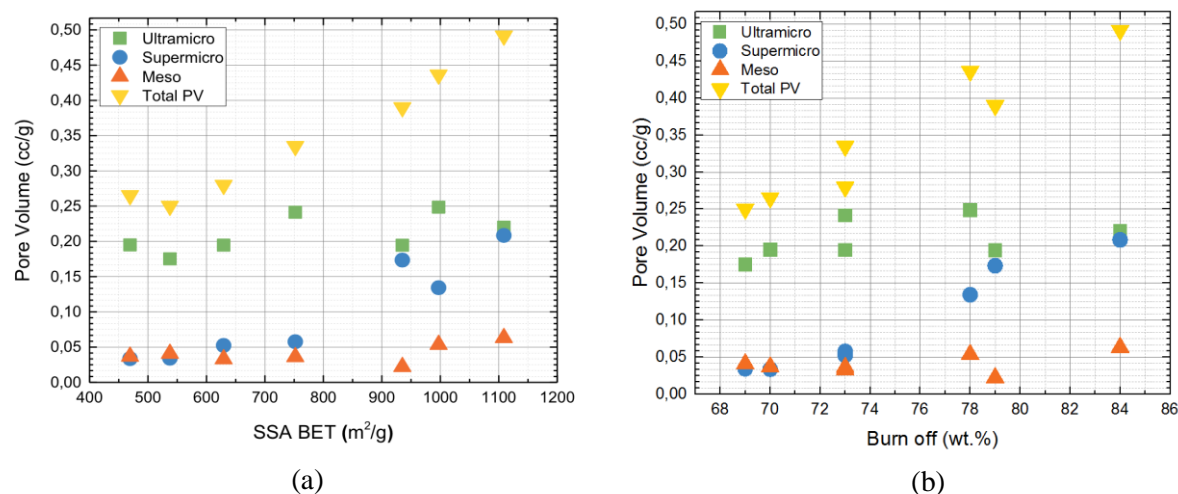 0,50
0,45
0,40
0,35
0,30
0,25
0,20
0,15
0,10
0,05
0,00
Pore Volume (cc/g)
Ultramicro
Supermicro
Meso
Total PV
400 500 600 700 800 900 1000 1100 1200
SSA BET (m²/g)
(a)
0,50
0,45
0,40
0,35
0,30
0,25
0,20
0,15
0,10
0,05
0,00
Pore Volume (cc/g)
Ultramicro
Supermicro
Meso
Total PV
68 70 72 74 76 78 80 82 84 86
Burn off (wt.%)
(b)